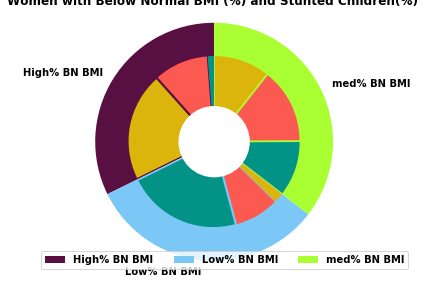 Women with Below Normal BMI (%) and Stunted Children(%)
High% BN BMI
med% BN BMI
High% BN BMI Low% BN BMI med% BN BMI
Low% BN BMI